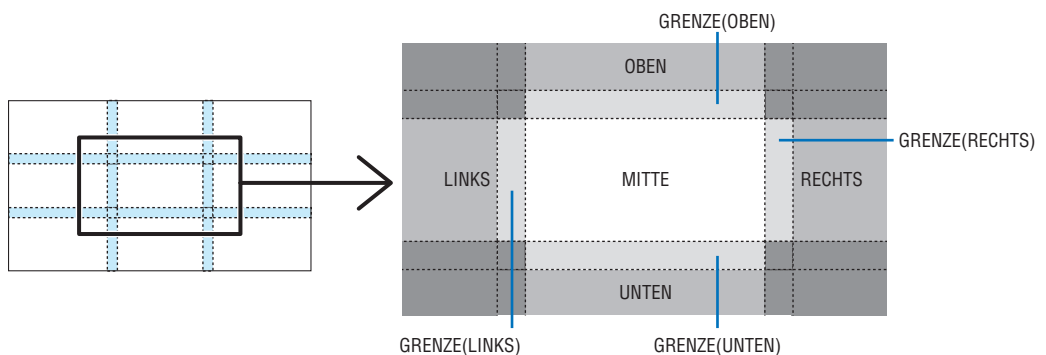 GRENZE(OBEN)
OBEN
GRENZE(RECHTS)
LINKS
MITTE
RECHTS
UNTEN
GRENZE(LINKS)
GRENZE(UNTEN)